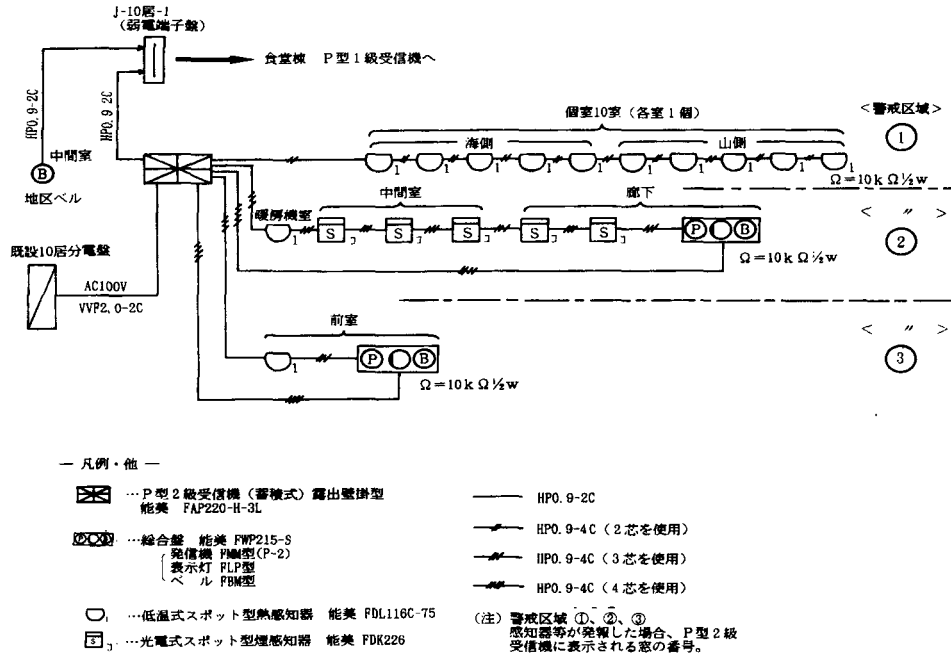 J-10居-1
(弱電端子盤)
食堂棟 P型1級受信機へ
HP0.9-2C
HP0.9 2C
中間室
B
地区ベル
個室10室 (各室1個)
海側
山側
<警戒区域>
①
Ω=10kΩ½w
暖房機室
中間室
廊下
< 〃 >
②
S
S
S
S
S
P
B
Ω=10kΩ½w
既設10居分電盤
AC100V
VVF2.0-2C
前室
P
B
Ω=10kΩ½w
< 〃 >
③
― 凡例・他 ―
…P型2級受信機 (蓄積式) 露出壁掛型
能美 FAP220-H-3L
…総合盤 能美 FWP215-S
発信機 FMM型(P-2)
表示灯 FLP型
ベル FBM型
…低温式スポット型熱感知器 能美 FDL116C-75
…光電式スポット型煙感知器 能美 FDK226
HP0.9-2C
HP0.9-4C (2芯を使用)
HP0.9-4C (3芯を使用)
HP0.9-4C (4芯を使用)
(注) 警戒区域 ①、②、③
感知器等が発報した場合、P型2級
受信機に表示される窓の番号。